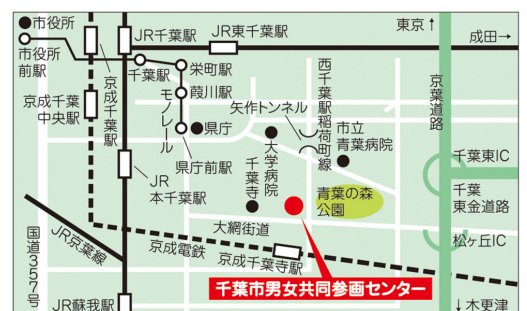 市役所
市役所
前駅
JR千葉駅
JR東千葉駅
東京↑
成田→
千葉駅
栄町駅
葭川駅
モノレール
県庁
県庁前駅
京成千葉駅
京成千葉
中央駅
JR
本千葉駅
西千葉駅稲荷町線
矢作トンネル
大学病院
千葉寺
市立
青葉病院
青葉の森
公園
京葉道路
千葉東IC
千葉
東金道路
松ヶ丘IC
大網街道
京成電鉄
京成千葉寺駅
国道357号
JR京葉線
JR蘇我駅
千葉市男女共同参画センター
↓木更津